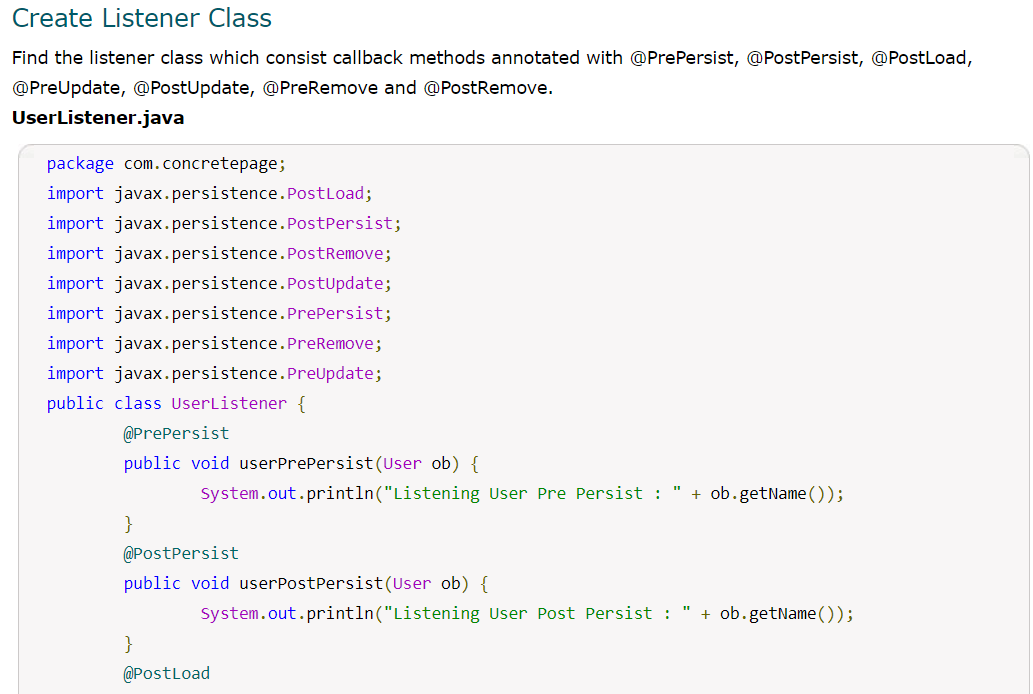 Create Listener Class
Find the listener class which consist callback methods annotated with @PrePersist, @PostPersist, @PostLoad,
@PreUpdate, @PostUpdate, @PreRemove and @PostRemove.
UserListener.java
package com.concretepage;
import javax.persistence.PostLoad;
import javax.persistence.PostPersist;
import javax.persistence.PostRemove;
import javax.persistence.PostUpdate;
import javax.persistence.PrePersist;
import javax.persistence.PreRemove;
import javax.persistence.PreUpdate;
public class UserListener {
@PrePersist
public void userPrePersist(User ob) {
System.out.println("Listening User Pre Persist : " + ob.getName());
}
@PostPersist
public void userPostPersist(User ob) {
System.out.println("Listening User Post Persist : " + ob.getName());
}
@PostLoad